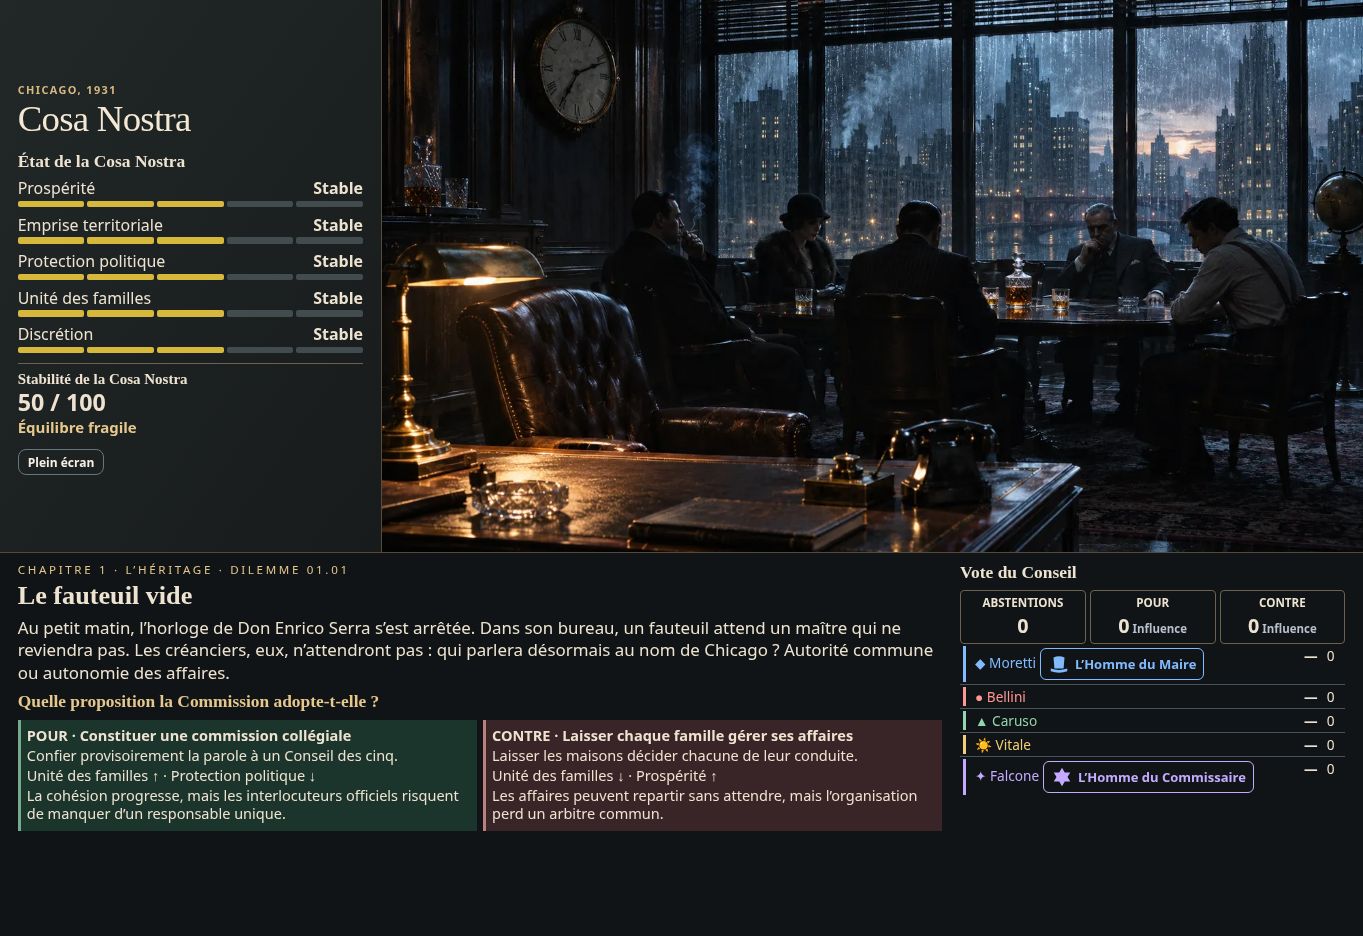 CHICAGO, 1931
Cosa Nostra
État de la Cosa Nostra
Prospérité Stable
Emprise territoriale Stable
Protection politique Stable
Unité des familles Stable
Discrétion Stable
Stabilité de la Cosa Nostra
50 / 100
Équilibre fragile
Plein écran
CHAPITRE 1 · L’HÉRITAGE · DILEMME 01.01
Le fauteuil vide
Au petit matin, l’horloge de Don Enrico Serra s’est arrêtée. Dans son bureau, un fauteuil attend un maître qui ne
reviendra pas. Les créanciers, eux, n’attendront pas : qui parlera désormais au nom de Chicago ? Autorité commune
ou autonomie des affaires.
Quelle proposition la Commission adopte-t-elle ?
POUR · Constituer une commission collégiale
Confier provisoirement la parole à un Conseil des cinq.
Unité des familles ↑ · Protection politique ↓
La cohésion progresse, mais les interlocuteurs officiels risquent
de manquer d’un responsable unique.
CONTRE · Laisser chaque famille gérer ses affaires
Laisser les maisons décider chacune de leur conduite.
Unité des familles ↓ · Prospérité ↑
Les affaires peuvent repartir sans attendre, mais l’organisation
perd un arbitre commun.
Vote du Conseil
ABSTENTIONS POUR CONTRE
0 0 Influence 0 Influence
◆ Moretti L’Homme du Maire — 0
● Bellini — 0
▲ Caruso — 0
☀ Vitale — 0
✦ Falcone L’Homme du Commissaire — 0